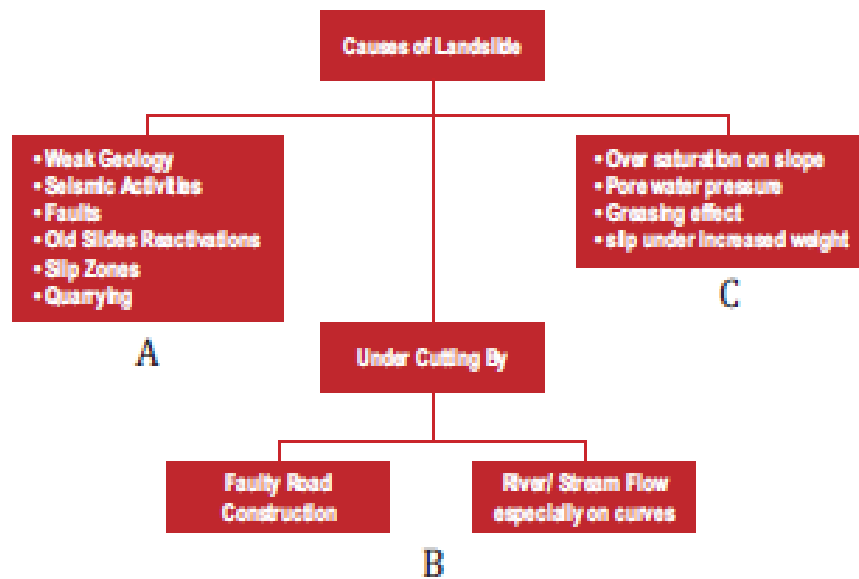 Causes of Landslide
• Weak Geology
• Seismic Activities
• Faults
• Old Slides Reactivations
• Slip Zones
• Quarrying
A
• Over saturation on slope
• Pore water pressure
• Greasing effect
• slip under increased weight
C
Under Cutting By
Faulty Road
Construction
River/ Stream Flow
especially on curves
B